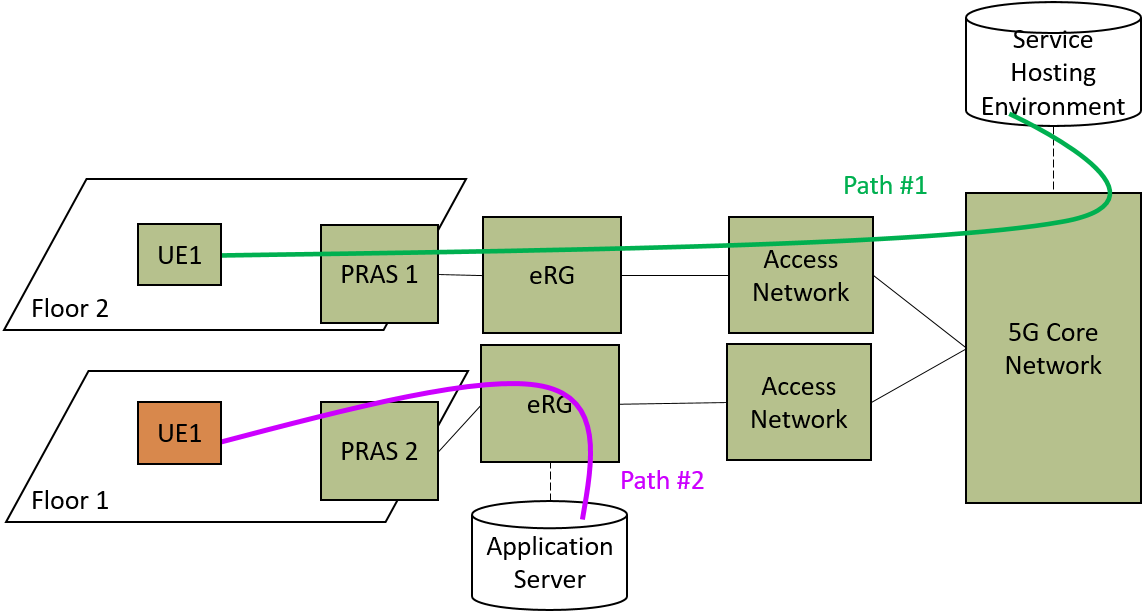 Service
Hosting
Environment
Path #1
UE1
PRAS 1
eRG
Access
Network
Floor 2
5G Core
Network
UE1
PRAS 2
eRG
Access
Network
Floor 1
Path #2
Application
Server